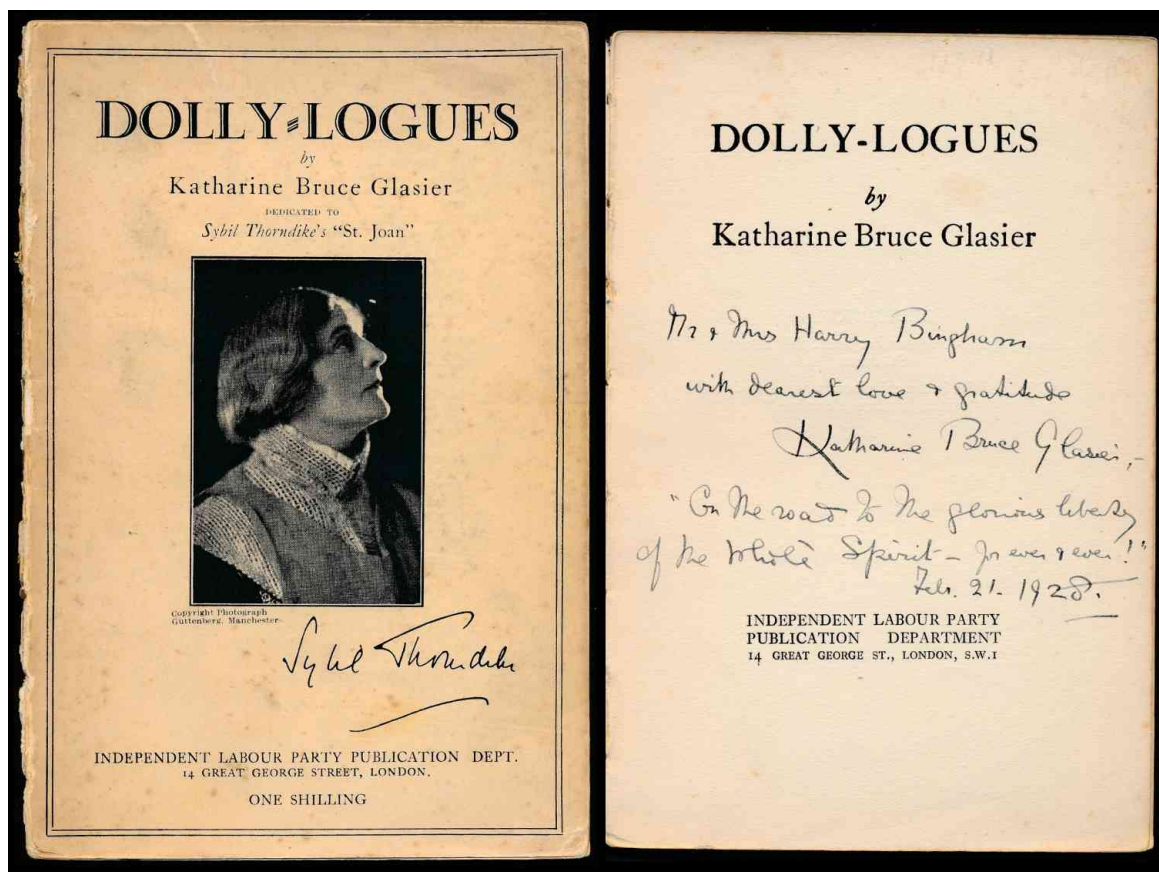 DOLLY-LOGUES
by
Katharine Bruce Glasier
DEDICATED TO
Sybil Thorndike's "St. Joan"
Copyright Photograph
Guttenberg, Manchester
Sybil Thorndike
INDEPENDENT LABOUR PARTY PUBLICATION DEPT.
14 GREAT GEORGE STREET, LONDON.
ONE SHILLING
DOLLY-LOGUES
by
Katharine Bruce Glasier
Mr & Mrs Harry Bingham
with dearest love & gratitude
Katharine Bruce Glasier,-
"On the road to the glorious liberty
of the whole Spirit - for ever & ever!"
Feb. 21. 1928.
INDEPENDENT LABOUR PARTY
PUBLICATION DEPARTMENT
14 GREAT GEORGE ST., LONDON, S.W.1